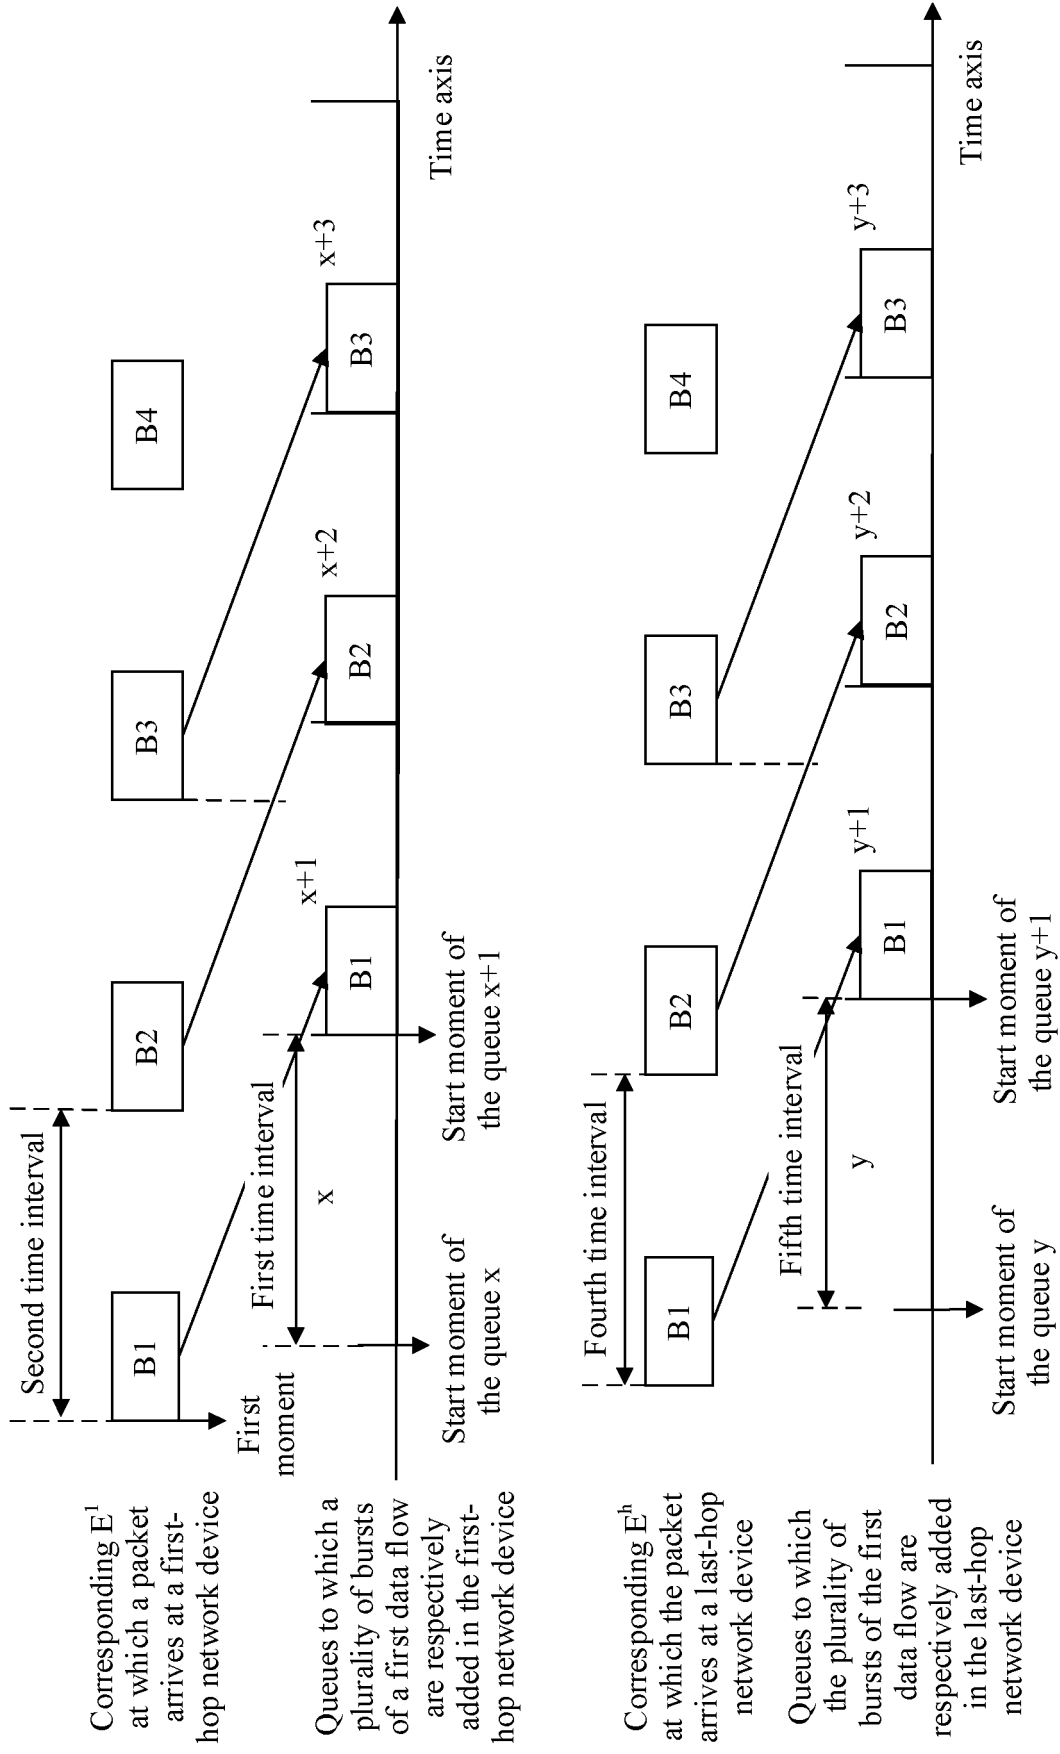 Corresponding E¹
at which a packet
arrives at a first-
hop network device
Second time interval
B1
B2
B3
B4
First
moment
First time interval
x
x+1
x+2
x+3
Queues to which a
plurality of bursts
of a first data flow
are respectively
added in the first-
hop network device
B1
B2
B3
Start moment of
the queue x
Start moment of
the queue x+1
Time axis
Corresponding Eʰ
at which the packet
arrives at a last-hop
network device
Fourth time interval
B1
B2
B3
B4
Fifth time interval
y
y+1
y+2
y+3
Queues to which
the plurality of
bursts of the first
data flow are
respectively added
in the last-hop
network device
B1
B2
B3
Start moment of
the queue y
Start moment of
the queue y+1
Time axis